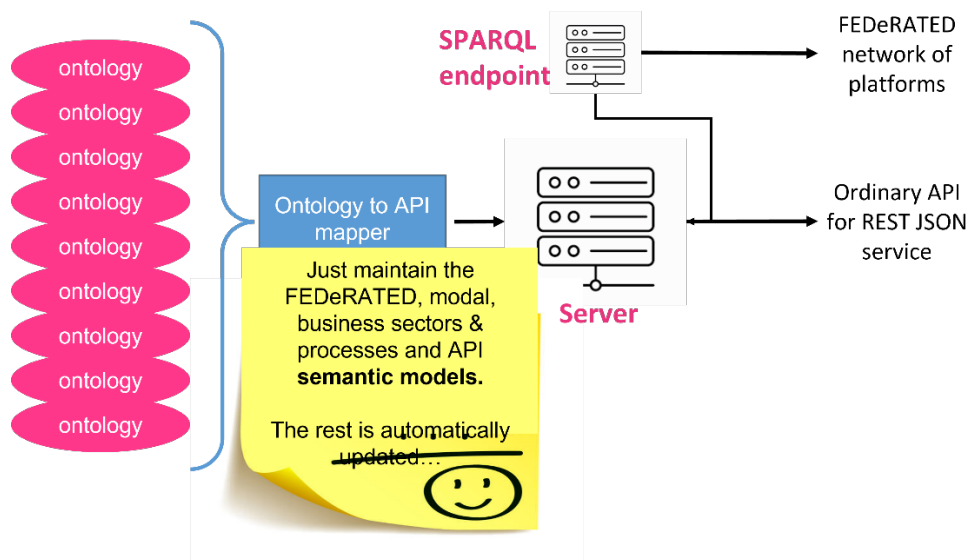 ontology
ontology
ontology
ontology
ontology
ontology
ontology
ontology
ontology
Ontology to API
mapper
Just maintain the
FEDeRATED, modal,
business sectors &
processes and API
semantic models.
The rest is automatically
updated…
SPARQL
endpoint
Server
FEDeRATED
network of
platforms
Ordinary API
for REST JSON
service